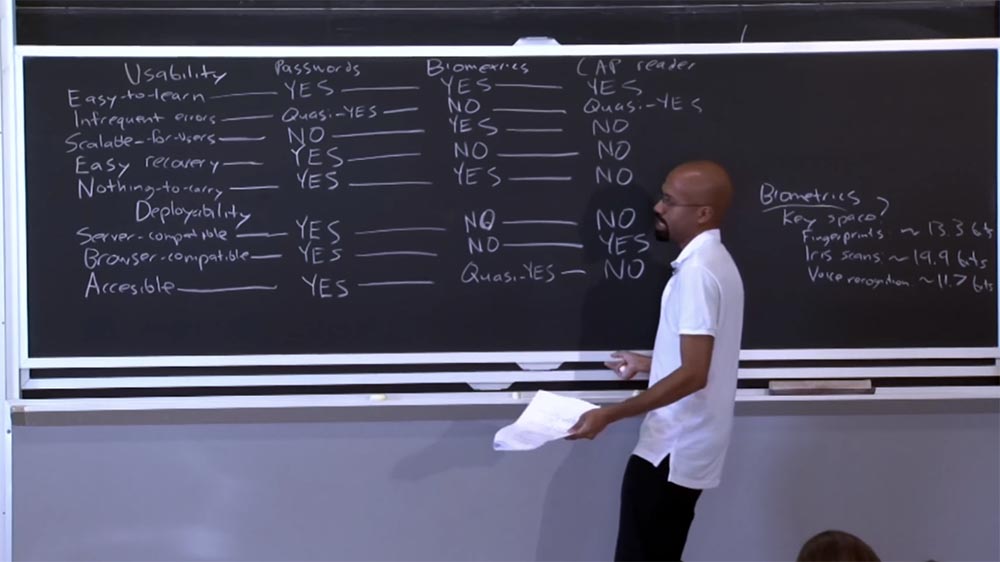 Usability Passwords Biometrics CAP reader
Easy-to-learn YES YES YES
Infrequent errors Quasi-YES NO Quasi-YES
Scalable-for-users NO YES NO
Easy recovery YES NO NO
Nothing-to-carry YES YES NO
Deployability
Server-compatible YES NO NO
Browser-compatible YES NO YES
Accesible YES Quasi-YES NO
Biometrics
Key space?
Fingerprints: ~ 13.3 bits
Iris scans ~ 19.9 bits
Voice recognition ~ 11.7 bits